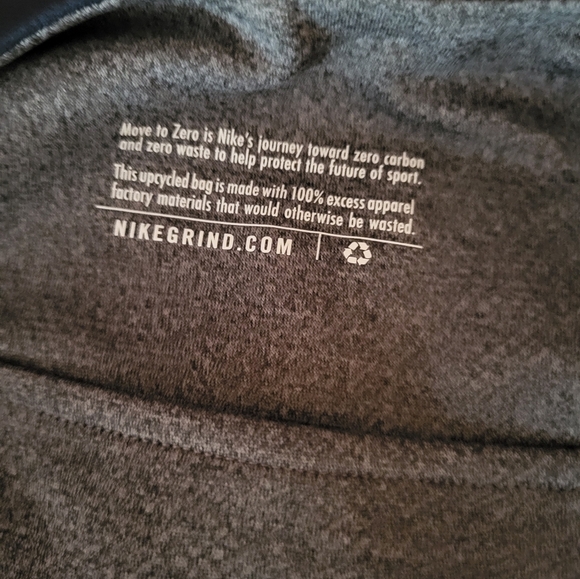 Move to Zero is Nike's journey toward zero carbon
and zero waste to help protect the future of sport.
This upcycled bag is made with 100% excess apparel
factory materials that would otherwise be wasted.
NIKEGRIND.COM